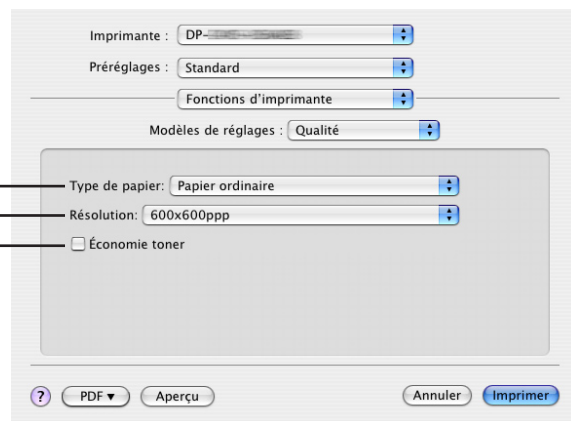 Imprimante : DP-
Préréglages : Standard
Fonctions d'imprimante
Modèles de réglages : Qualité
Type de papier: Papier ordinaire
Résolution: 600x600ppp
Économie toner
? PDF ▼ Aperçu Annuler Imprimer